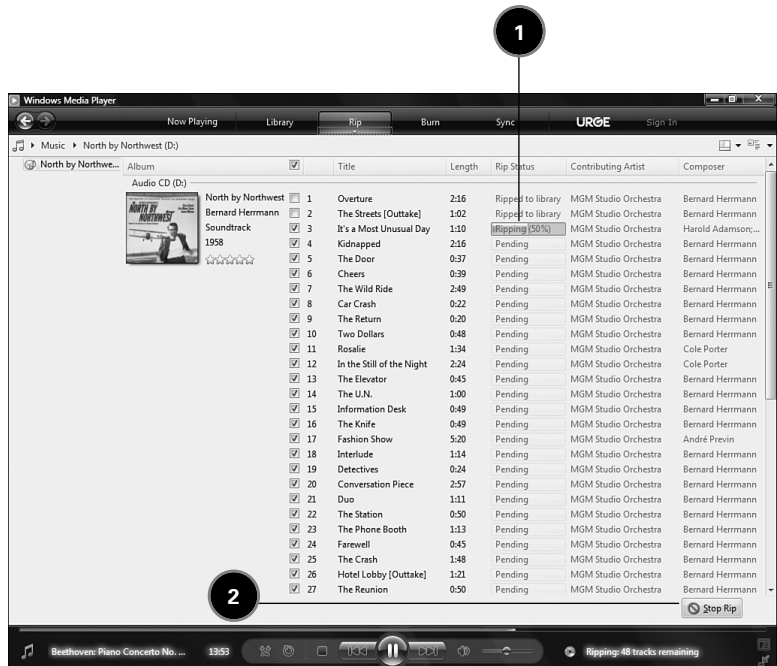 1
Windows Media Player
Now Playing Library Rip Burn Sync URGE Sign In
Music North by Northwest (D:)
North by Northwe... Album Title Length Rip Status Contributing Artist Composer
Audio CD (D:)
NORTH BY NORTHWEST
North by Northwest
Bernard Herrmann
Soundtrack
1958
1 Overture 2:16 Ripped to library MGM Studio Orchestra Bernard Herrmann
2 The Streets [Outtake] 1:02 Ripped to library MGM Studio Orchestra Bernard Herrmann
3 It's a Most Unusual Day 1:10 Ripping (50%) MGM Studio Orchestra Harold Adamson;...
4 Kidnapped 2:16 Pending MGM Studio Orchestra Bernard Herrmann
5 The Door 0:37 Pending MGM Studio Orchestra Bernard Herrmann
6 Cheers 0:39 Pending MGM Studio Orchestra Bernard Herrmann
7 The Wild Ride 2:49 Pending MGM Studio Orchestra Bernard Herrmann
8 Car Crash 0:22 Pending MGM Studio Orchestra Bernard Herrmann
9 The Return 0:20 Pending MGM Studio Orchestra Bernard Herrmann
10 Two Dollars 0:48 Pending MGM Studio Orchestra Bernard Herrmann
11 Rosalie 1:34 Pending MGM Studio Orchestra Cole Porter
12 In the Still of the Night 2:24 Pending MGM Studio Orchestra Cole Porter
13 The Elevator 0:45 Pending MGM Studio Orchestra Bernard Herrmann
14 The U.N. 1:00 Pending MGM Studio Orchestra Bernard Herrmann
15 Information Desk 0:49 Pending MGM Studio Orchestra Bernard Herrmann
16 The Knife 0:49 Pending MGM Studio Orchestra Bernard Herrmann
17 Fashion Show 5:20 Pending MGM Studio Orchestra André Previn
18 Interlude 1:14 Pending MGM Studio Orchestra Bernard Herrmann
19 Detectives 0:24 Pending MGM Studio Orchestra Bernard Herrmann
20 Conversation Piece 2:57 Pending MGM Studio Orchestra Bernard Herrmann
21 Duo 1:11 Pending MGM Studio Orchestra Bernard Herrmann
22 The Station 0:50 Pending MGM Studio Orchestra Bernard Herrmann
23 The Phone Booth 1:13 Pending MGM Studio Orchestra Bernard Herrmann
24 Farewell 0:45 Pending MGM Studio Orchestra Bernard Herrmann
25 The Crash 1:48 Pending MGM Studio Orchestra Bernard Herrmann
26 Hotel Lobby [Outtake] 1:21 Pending MGM Studio Orchestra Bernard Herrmann
27 The Reunion 0:50 Pending MGM Studio Orchestra Bernard Herrmann
2
Stop Rip
Beethoven: Piano Concerto No. ... 13:53 Ripping: 48 tracks remaining